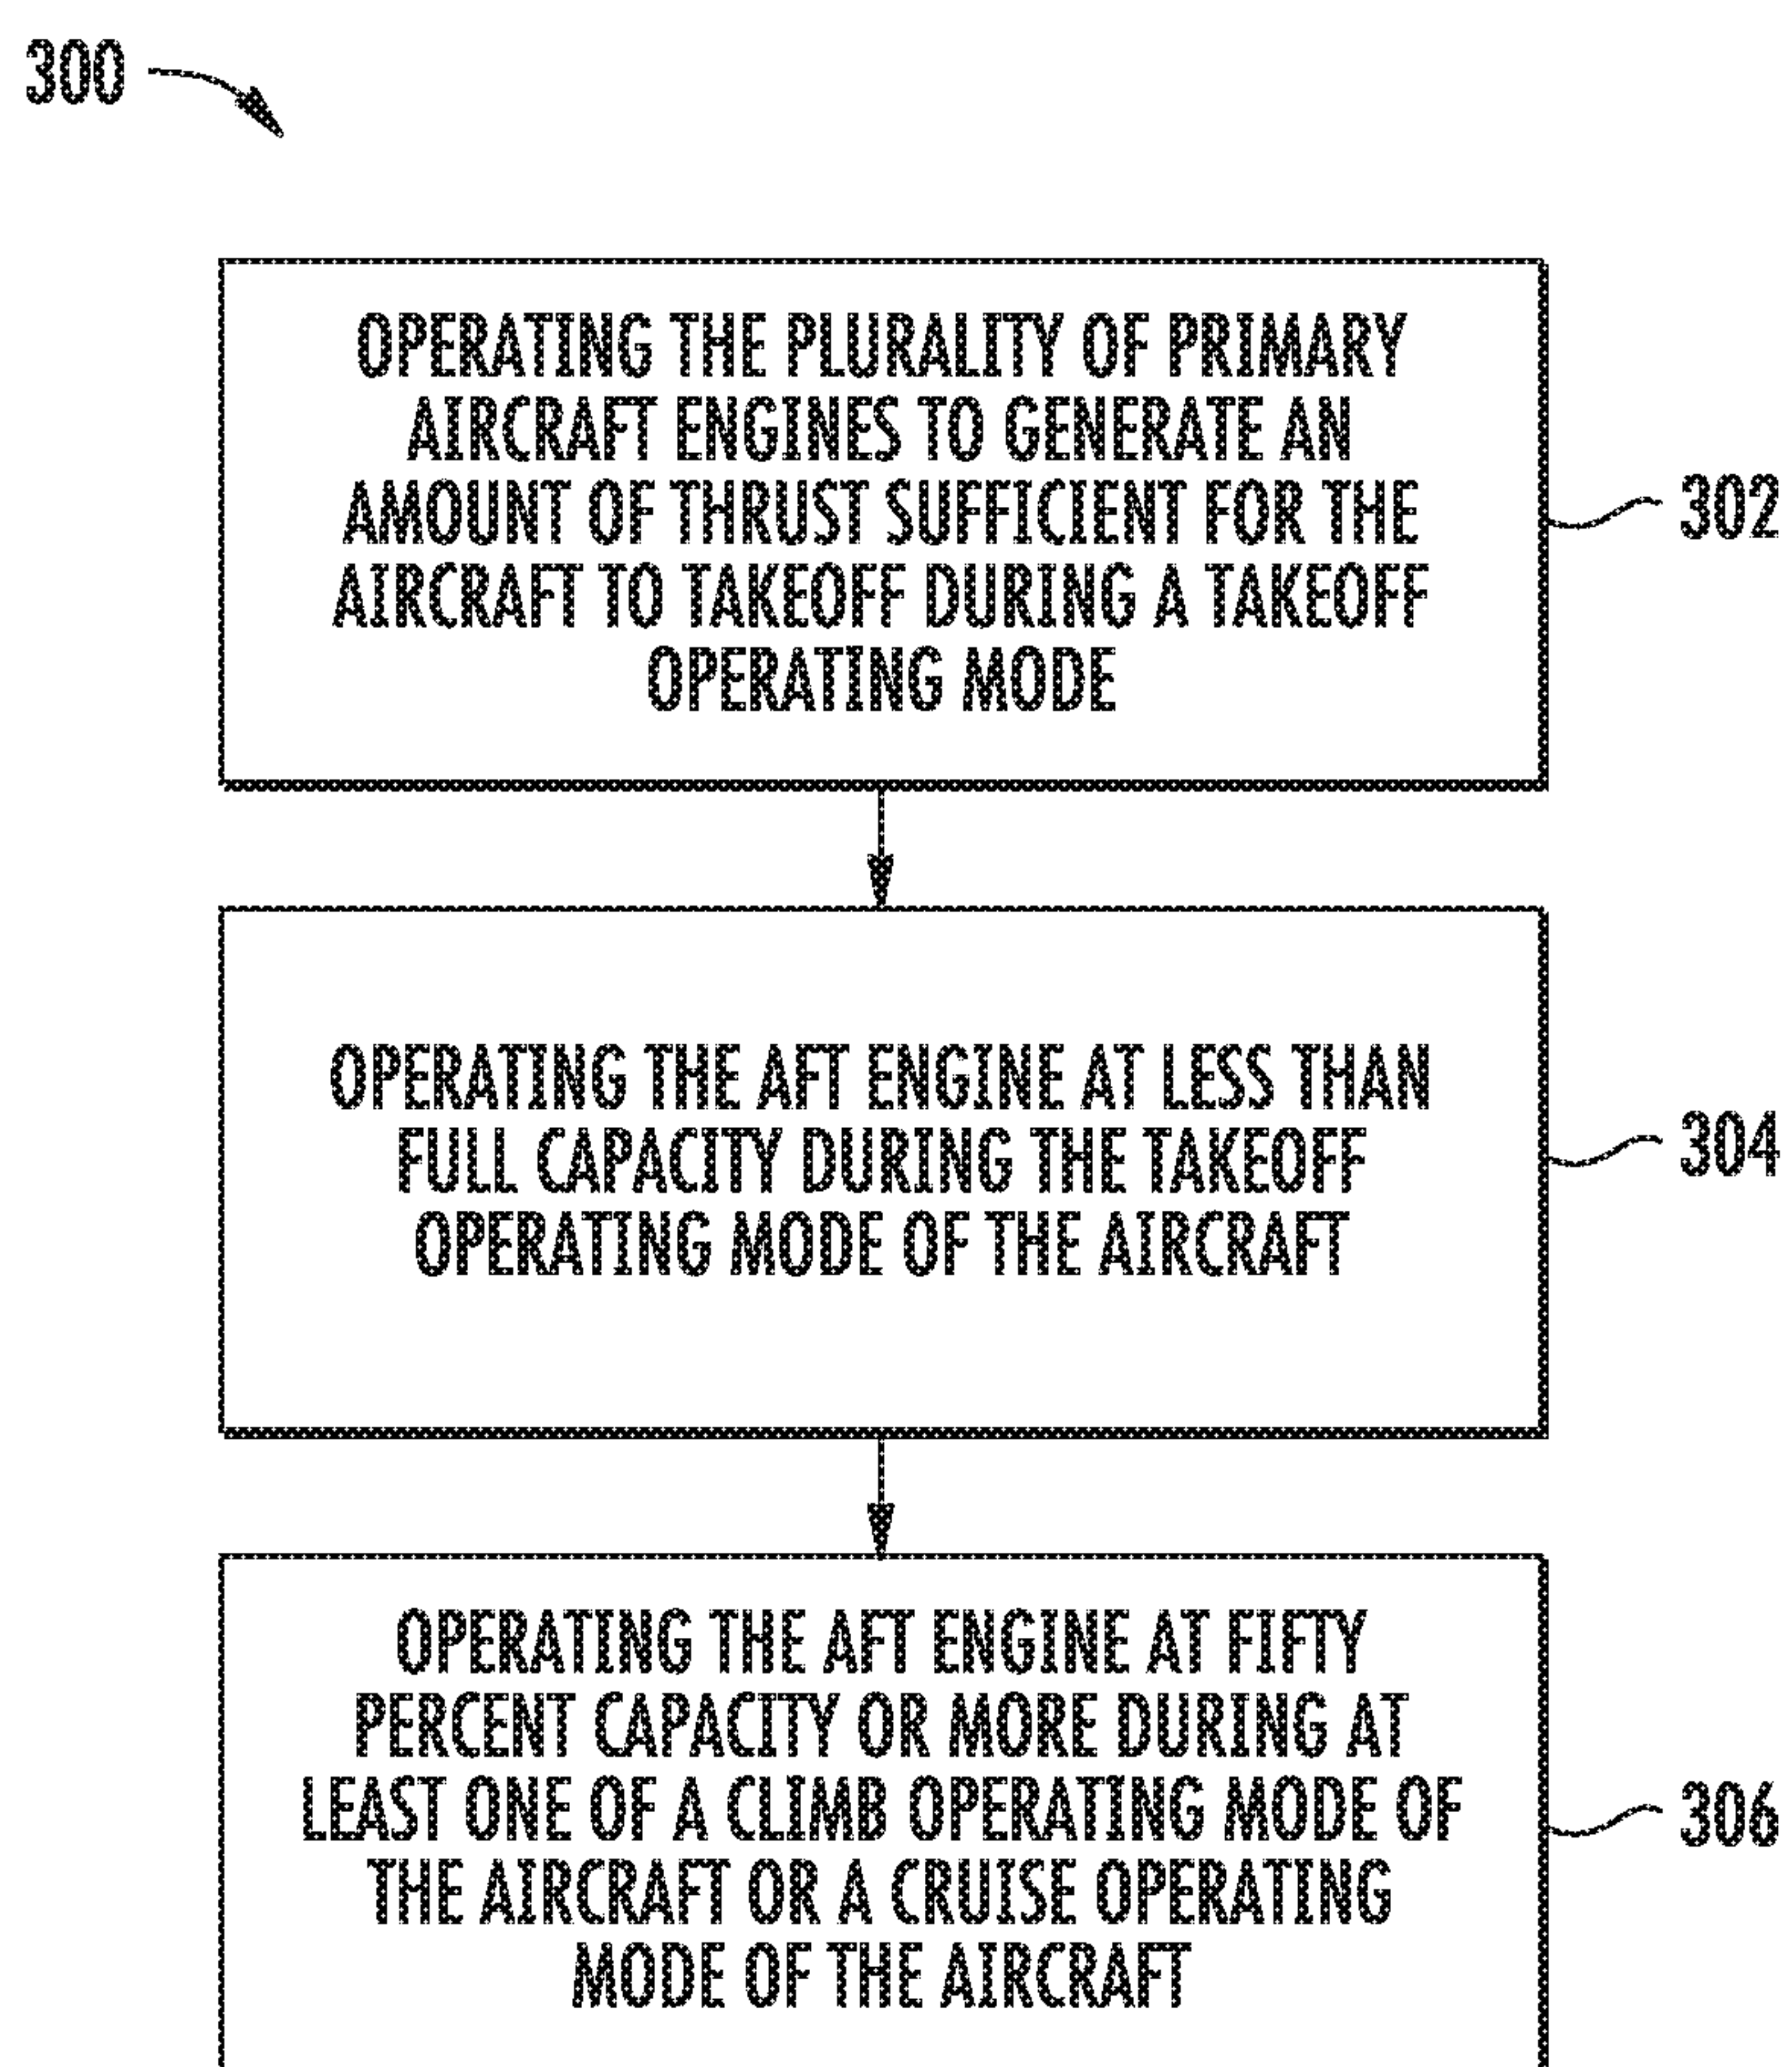 300
OPERATING THE PLURALITY OF PRIMARY
AIRCRAFT ENGINES TO GENERATE AN
AMOUNT OF THRUST SUFFICIENT FOR THE
AIRCRAFT TO TAKEOFF DURING A TAKEOFF
OPERATING MODE
302
OPERATING THE AFT ENGINE AT LESS THAN
FULL CAPACITY DURING THE TAKEOFF
OPERATING MODE OF THE AIRCRAFT
304
OPERATING THE AFT ENGINE AT FIFTY
PERCENT CAPACITY OR MORE DURING AT
LEAST ONE OF A CLIMB OPERATING MODE OF
THE AIRCRAFT OR A CRUISE OPERATING
MODE OF THE AIRCRAFT
306